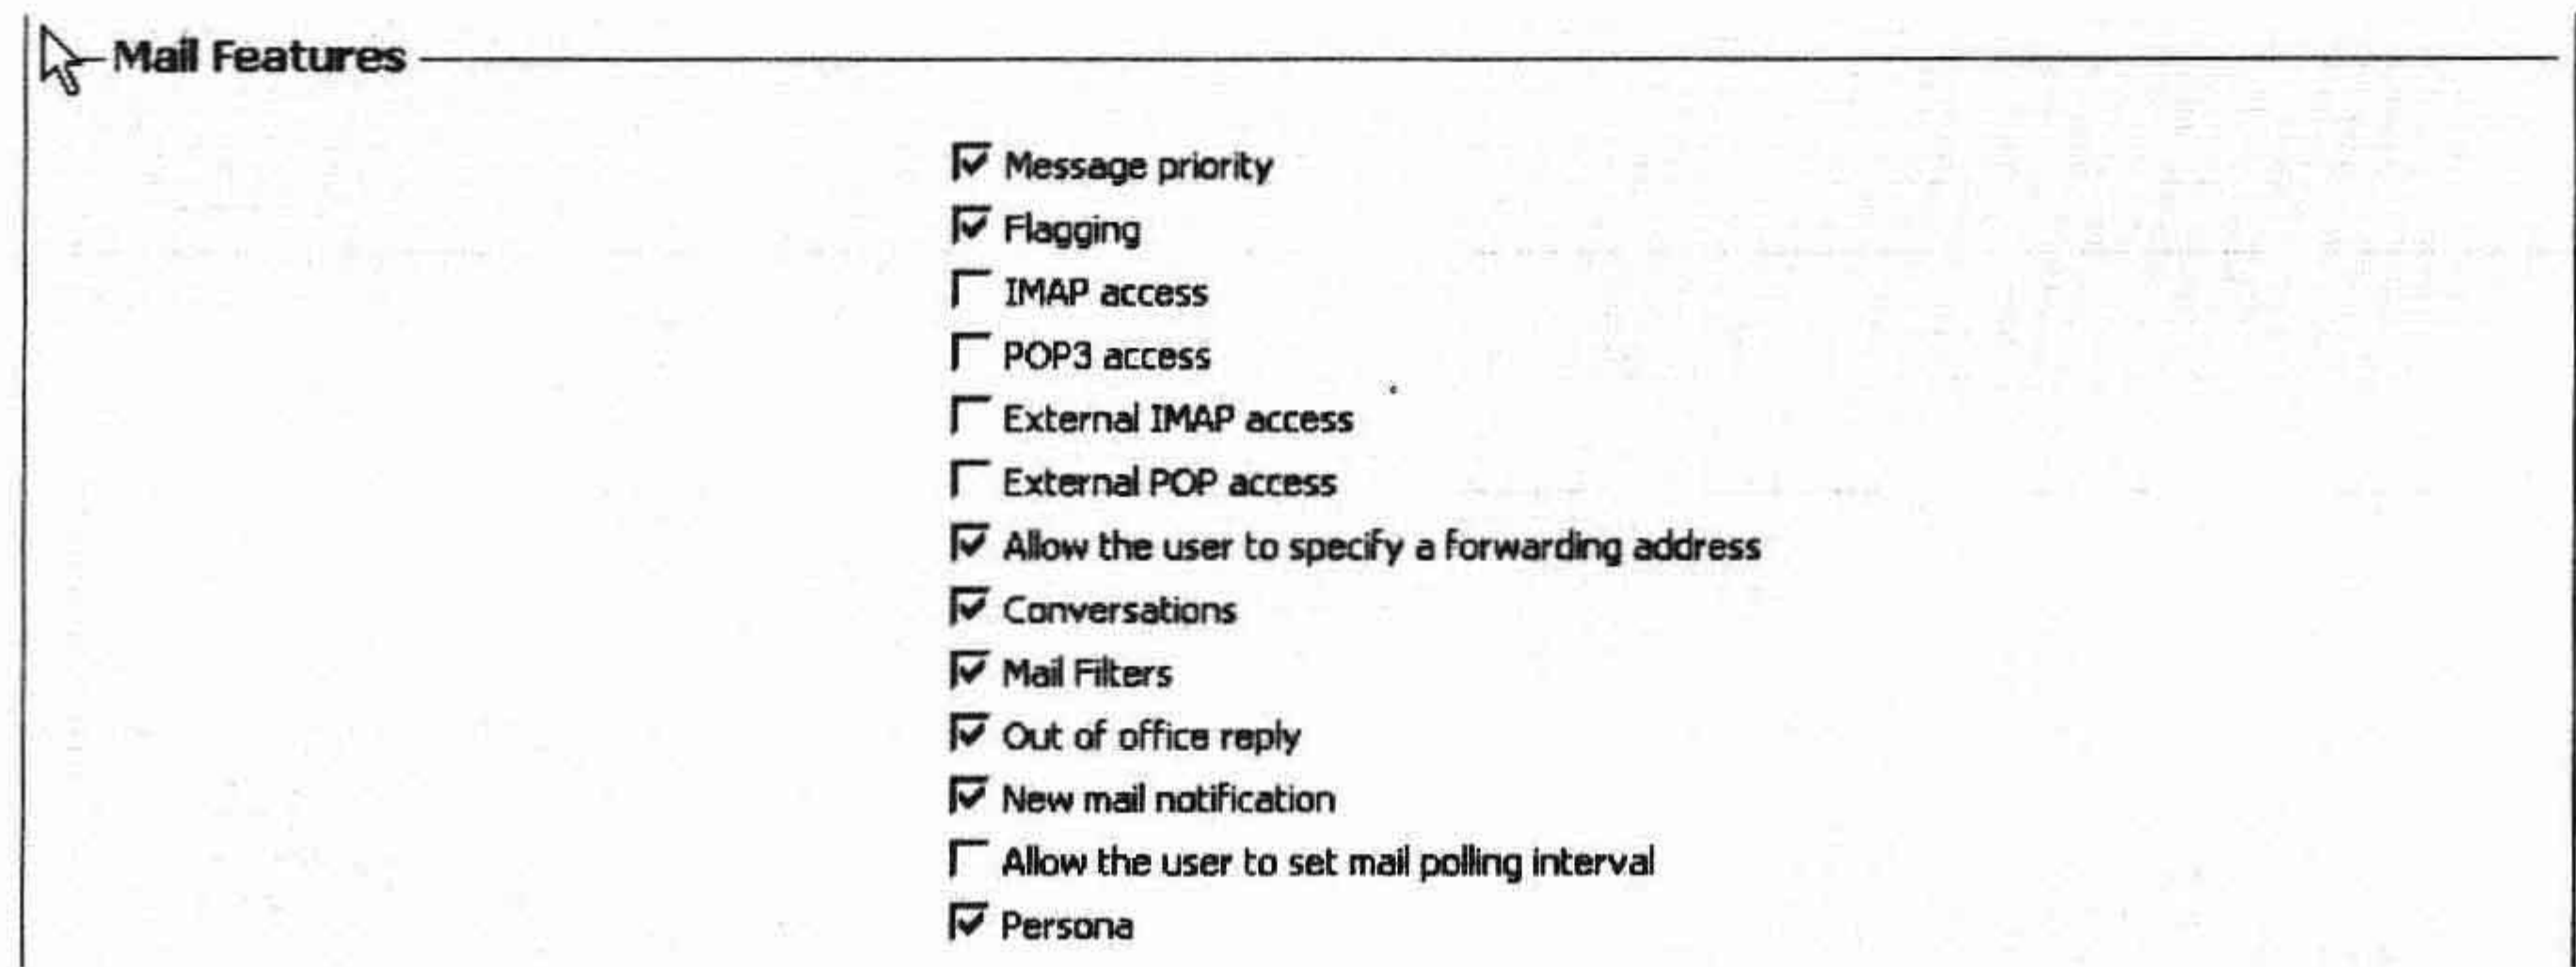 Mail Features
Message priority
Flagging
IMAP access
POP3 access
External IMAP access
External POP access
Allow the user to specify a forwarding address
Conversations
Mail Filters
Out of office reply
New mail notification
Allow the user to set mail polling interval
Persona